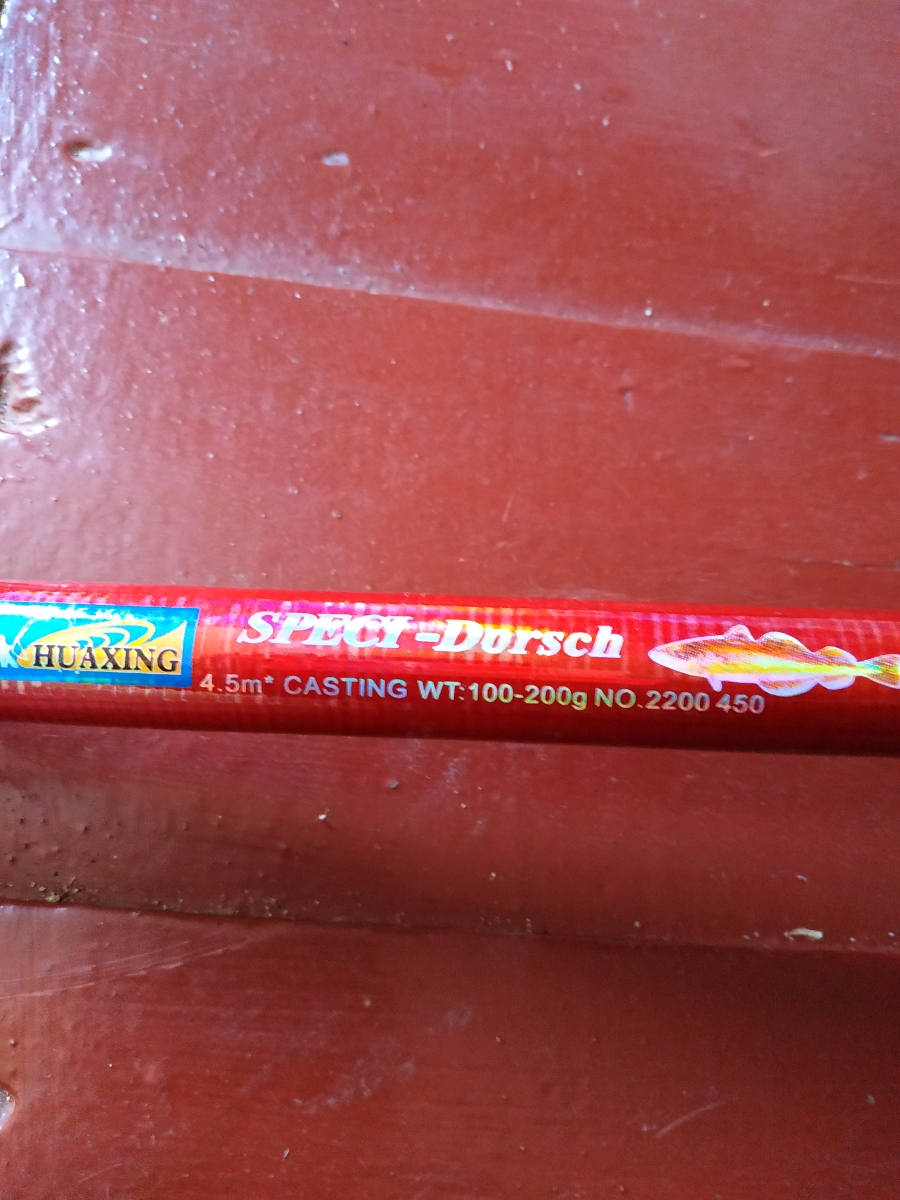 HUAXING
SPECI-Dorsch
4.5m* CASTING WT:100-200g NO.2200 450